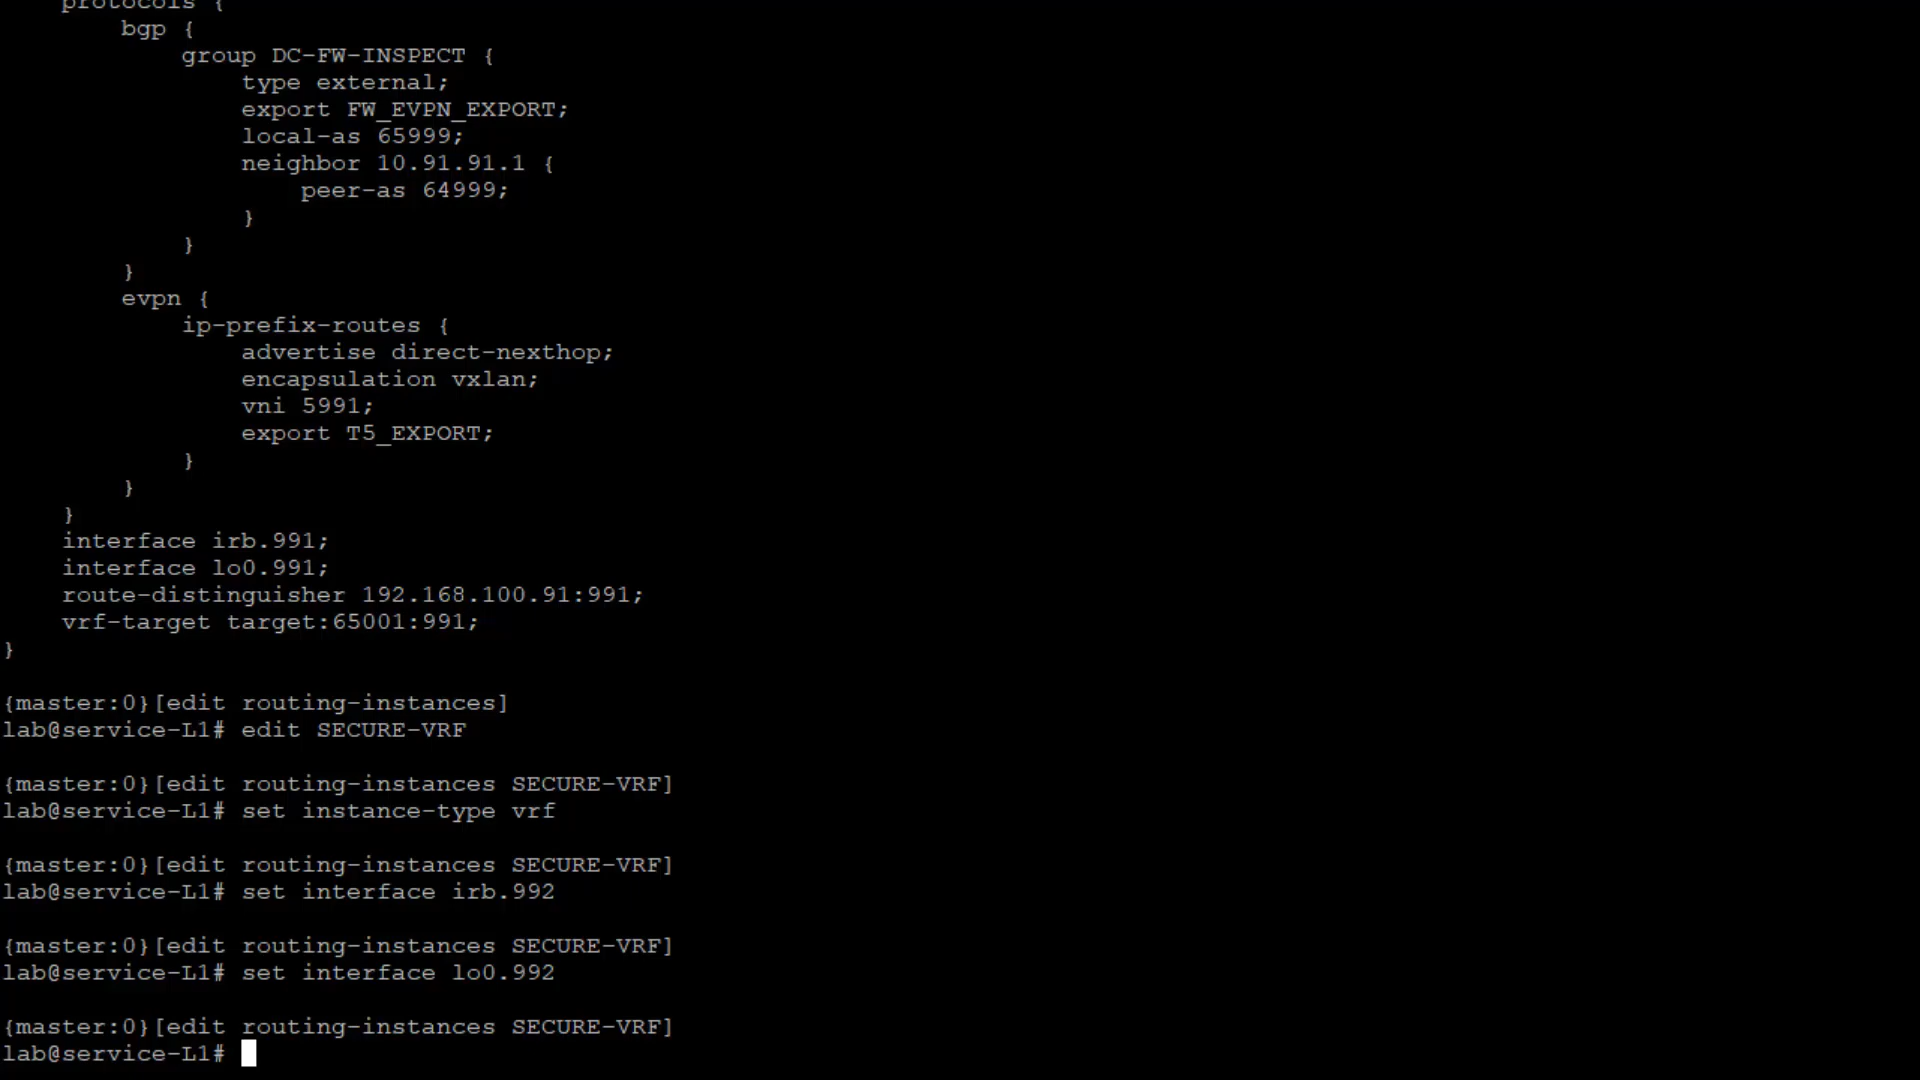 protocols {
        bgp {
            group DC-FW-INSPECT {
                type external;
                export FW_EVPN_EXPORT;
                local-as 65999;
                neighbor 10.91.91.1 {
                    peer-as 64999;
                }
            }
        }
        evpn {
            ip-prefix-routes {
                advertise direct-nexthop;
                encapsulation vxlan;
                vni 5991;
                export T5_EXPORT;
            }
        }
    }
    interface irb.991;
    interface lo0.991;
    route-distinguisher 192.168.100.91:991;
    vrf-target target:65001:991;
}

{master:0}[edit routing-instances]
lab@service-L1# edit SECURE-VRF

{master:0}[edit routing-instances SECURE-VRF]
lab@service-L1# set instance-type vrf

{master:0}[edit routing-instances SECURE-VRF]
lab@service-L1# set interface irb.992

{master:0}[edit routing-instances SECURE-VRF]
lab@service-L1# set interface lo0.992

{master:0}[edit routing-instances SECURE-VRF]
lab@service-L1#